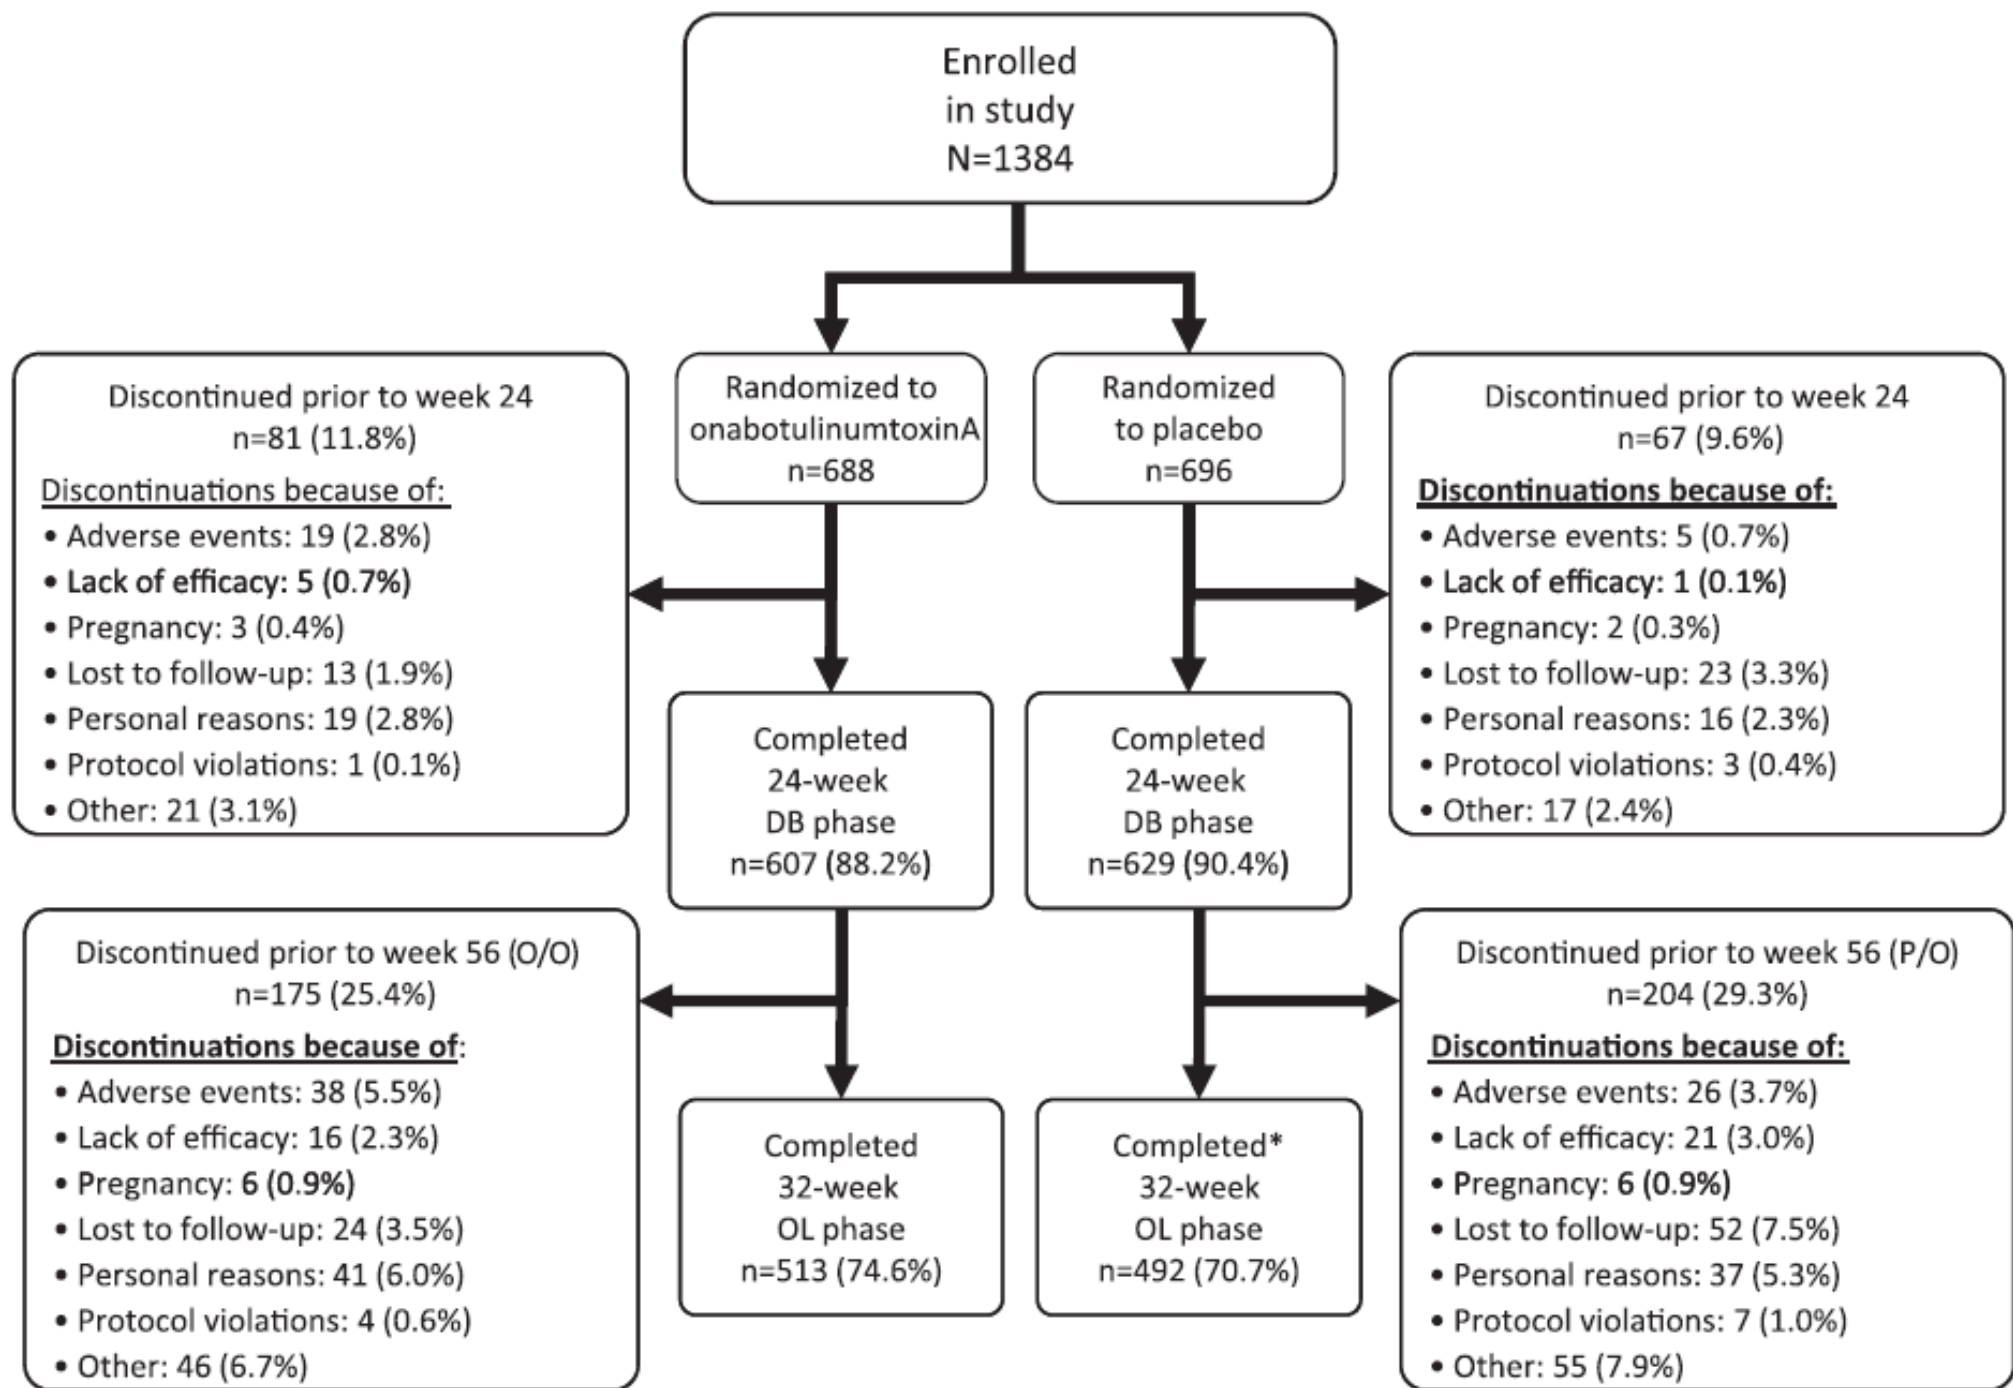 Enrolled
in study
N=1384
Randomized to
onabotulinumtoxinA
n=688
Randomized
to placebo
n=696
Discontinued prior to week 24
n=81 (11.8%)
Discontinuations because of:
• Adverse events: 19 (2.8%)
• Lack of efficacy: 5 (0.7%)
• Pregnancy: 3 (0.4%)
• Lost to follow-up: 13 (1.9%)
• Personal reasons: 19 (2.8%)
• Protocol violations: 1 (0.1%)
• Other: 21 (3.1%)
Discontinued prior to week 24
n=67 (9.6%)
Discontinuations because of:
• Adverse events: 5 (0.7%)
• Lack of efficacy: 1 (0.1%)
• Pregnancy: 2 (0.3%)
• Lost to follow-up: 23 (3.3%)
• Personal reasons: 16 (2.3%)
• Protocol violations: 3 (0.4%)
• Other: 17 (2.4%)
Completed
24-week
DB phase
n=607 (88.2%)
Completed
24-week
DB phase
n=629 (90.4%)
Discontinued prior to week 56 (O/O)
n=175 (25.4%)
Discontinuations because of:
• Adverse events: 38 (5.5%)
• Lack of efficacy: 16 (2.3%)
• Pregnancy: 6 (0.9%)
• Lost to follow-up: 24 (3.5%)
• Personal reasons: 41 (6.0%)
• Protocol violations: 4 (0.6%)
• Other: 46 (6.7%)
Discontinued prior to week 56 (P/O)
n=204 (29.3%)
Discontinuations because of:
• Adverse events: 26 (3.7%)
• Lack of efficacy: 21 (3.0%)
• Pregnancy: 6 (0.9%)
• Lost to follow-up: 52 (7.5%)
• Personal reasons: 37 (5.3%)
• Protocol violations: 7 (1.0%)
• Other: 55 (7.9%)
Completed
32-week
OL phase
n=513 (74.6%)
Completed*
32-week
OL phase
n=492 (70.7%)